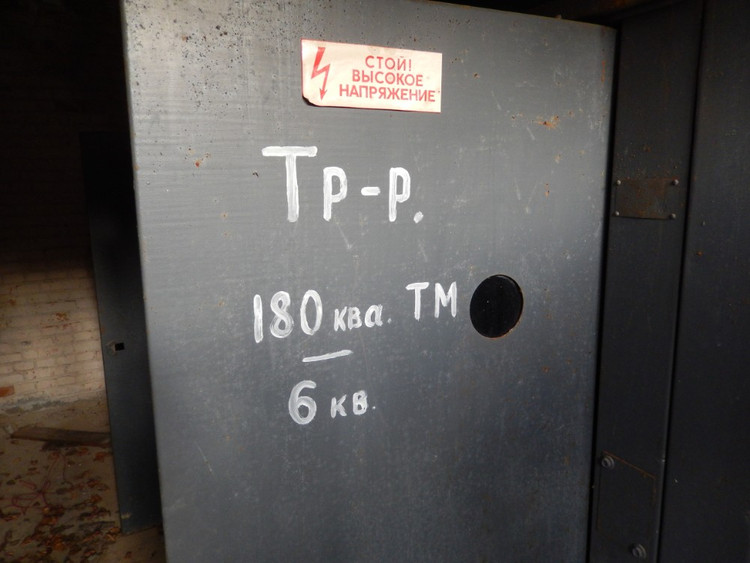 СТОЙ!
ВЫСОКОЕ
НАПРЯЖЕНИЕ
Тр-р.
180 ква. ТМ
6 кв.